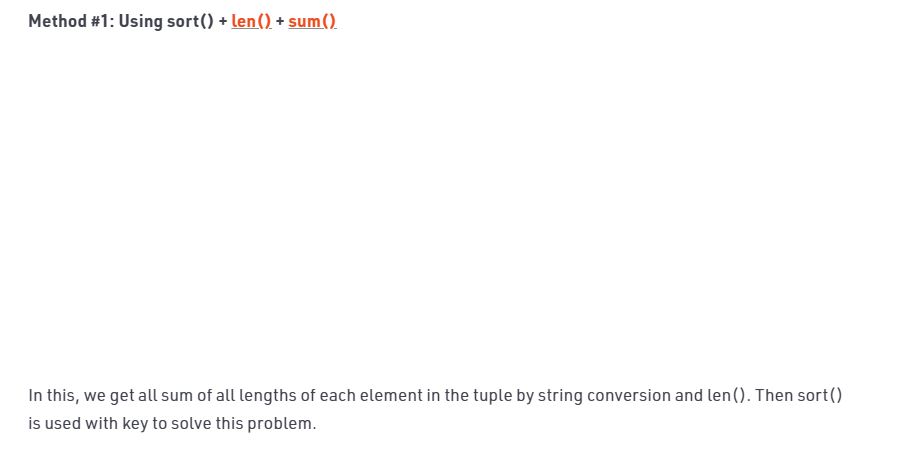 Method #1: Using sort() + len() + sum()
In this, we get all sum of all lengths of each element in the tuple by string conversion and len(). Then sort()
is used with key to solve this problem.